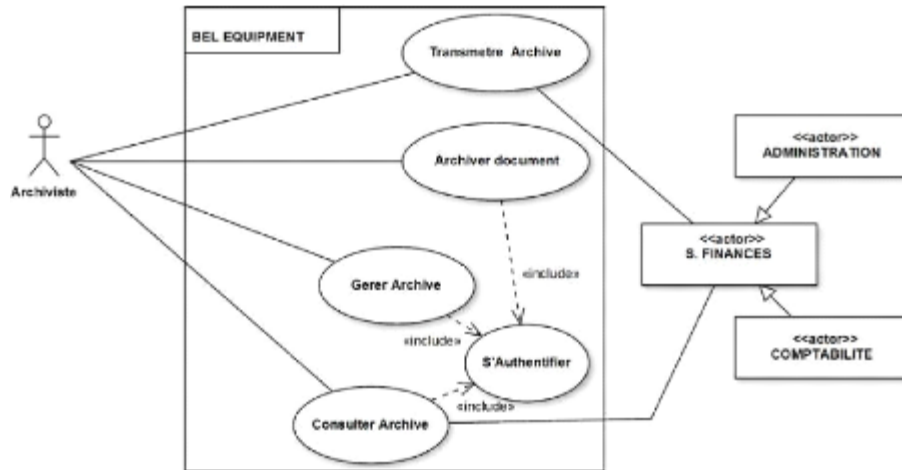 BEL EQUIPMENT
Transmetre Archive
Archiviste
Archiver document
<<actor>>
ADMINISTRATION
<<actor>>
S. FINANCES
«include»
Gerer Archive
«include»
S'Authentifier
<<actor>>
COMPTABILITE
«include»
Consulter Archive